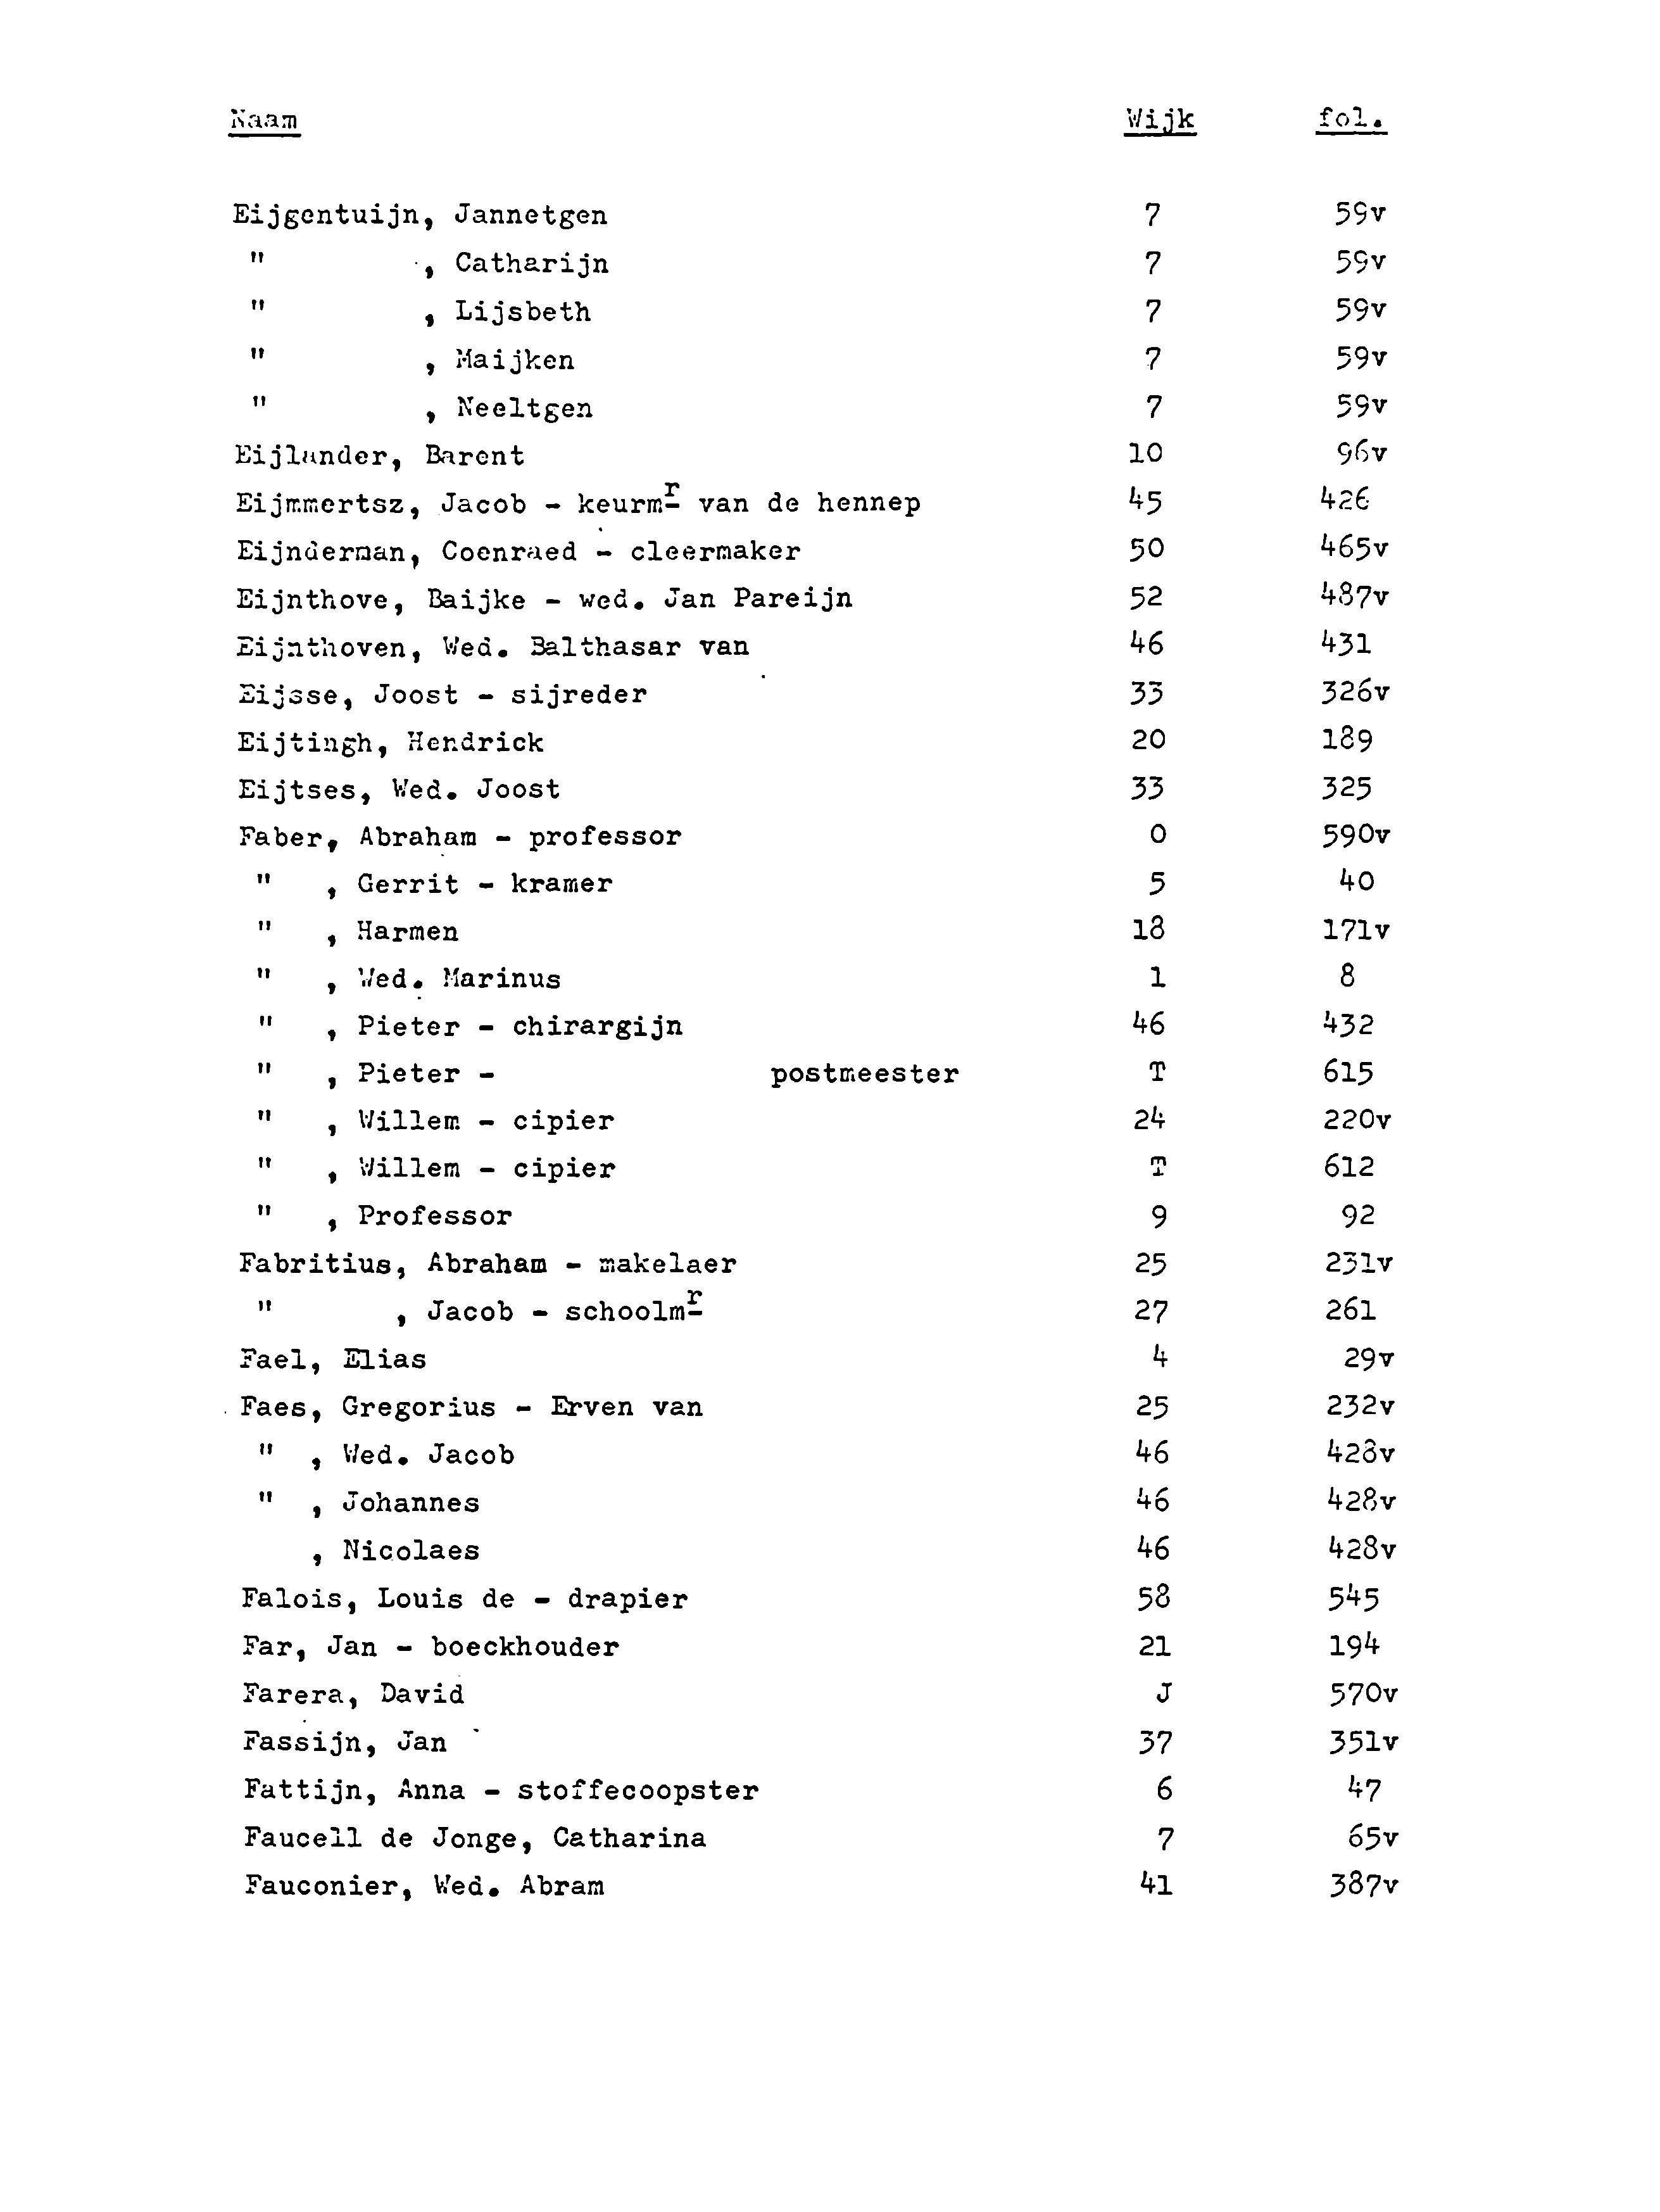 Naam Wijk fol.
Eijgentuijn, Jannetgen 7 59v
" , Catharijn 7 59v
" , Lijsbeth 7 59v
" , Maijken 7 59v
" , Neeltgen 7 59v
Eijlander, Barent 10 96v
Eijmmertsz, Jacob - keurmr van de hennep 45 426
Eijnderman, Coenraed - cleermaker 50 465v
Eijnthove, Baijke - wed. Jan Pareijn 52 487v
Eijnthoven, Wed. Balthasar van 46 431
Eijsse, Joost - sijreder 33 326v
Eijtingh, Hendrick 20 189
Eijtses, Wed. Joost 33 325
Faber, Abraham - professor O 590v
" , Gerrit - kramer 5 40
" , Harmen 18 171v
" , Wed. Marinus 1 8
" , Pieter - chirargijn 46 432
" , Pieter - postmeester T 615
" , Willem - cipier 24 220v
" , Willem - cipier T 612
" , Professor 9 92
Fabritius, Abraham - makelaer 25 231v
" , Jacob - schoolmr 27 261
Fael, Elias 4 29v
Faes, Gregorius - Erven van 25 232v
" , Wed. Jacob 46 428v
" , Johannes 46 428v
, Nicolaes 46 428v
Falois, Louis de - drapier 58 545
Far, Jan - boeckhouder 21 194
Farera, David J 570v
Fassijn, Jan 37 351v
Fattijn, Anna - stoffecoopster 6 47
Faucell de Jonge, Catharina 7 65v
Fauconier, Wed. Abram 41 387v